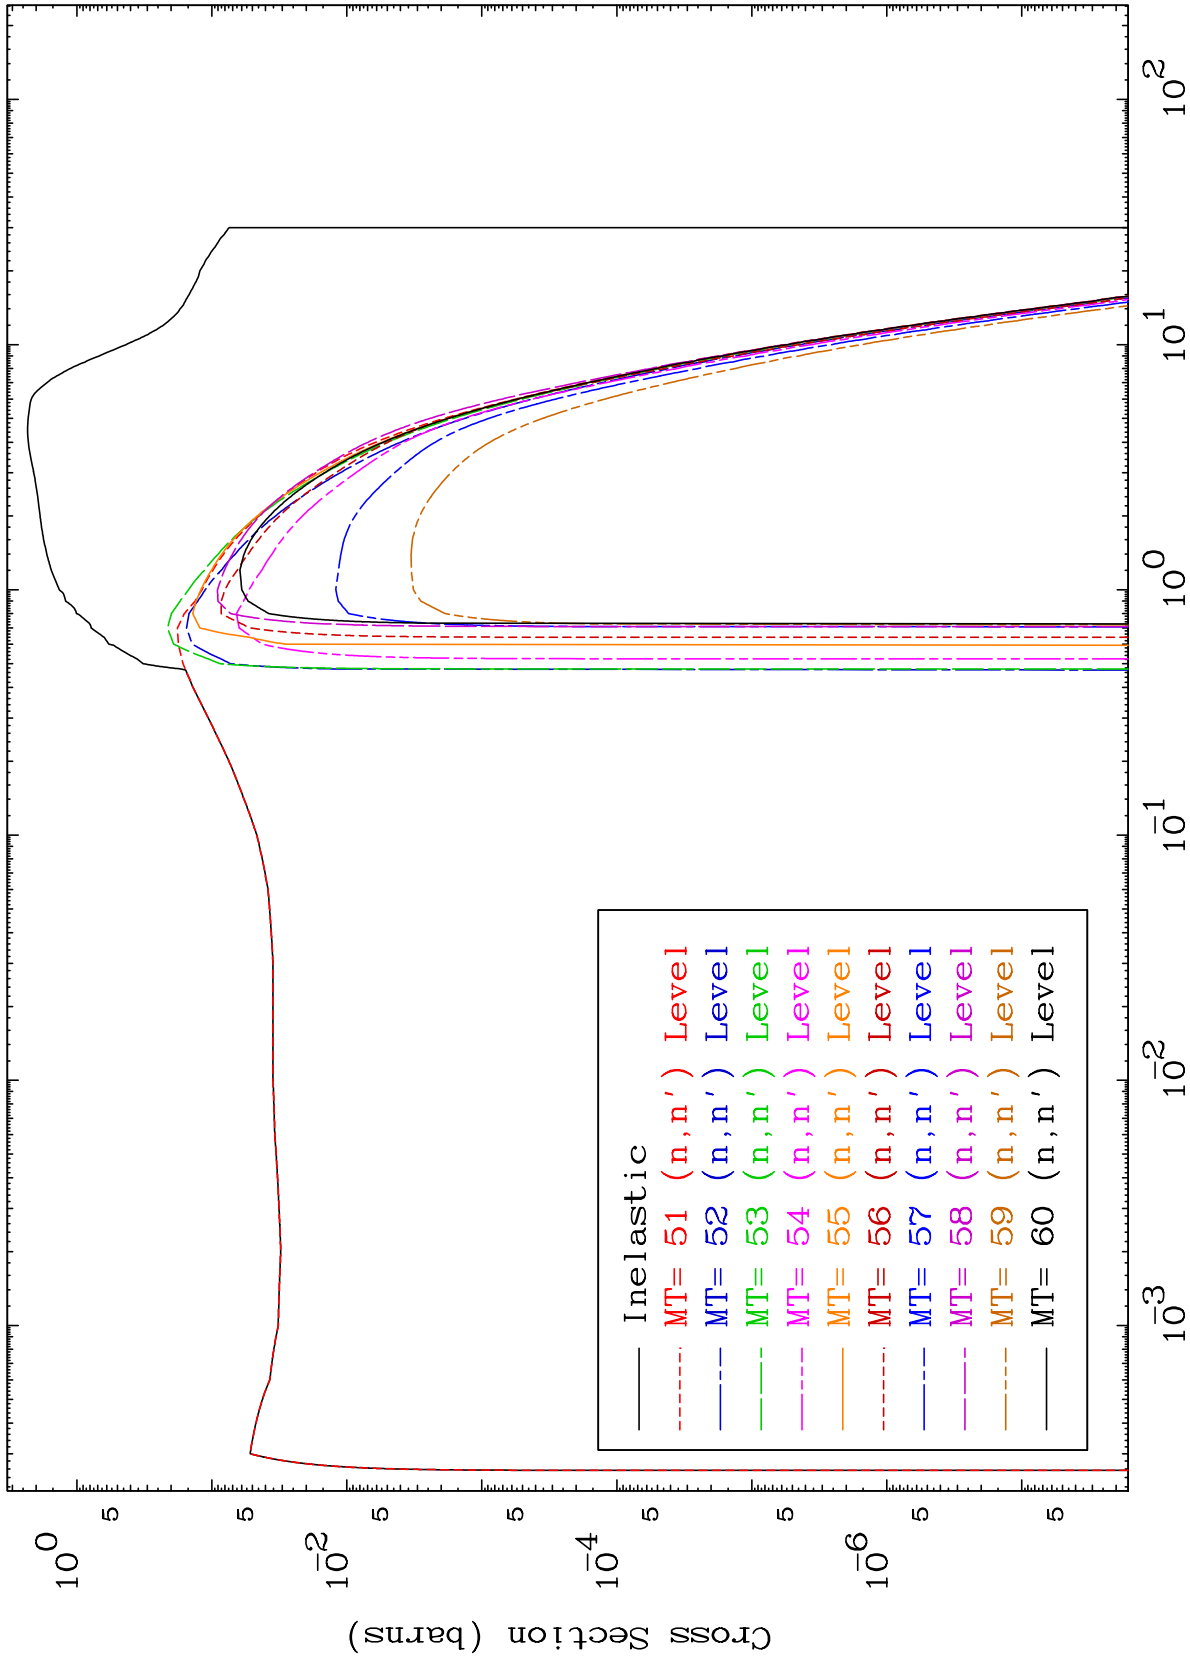 Cross Section (barns)
10^0
5
5
10^-2
5
5
10^-4
5
5
10^-6
5
Inelastic
MT= 51 (n,n') Level
MT= 52 (n,n') Level
MT= 53 (n,n') Level
MT= 54 (n,n') Level
MT= 55 (n,n') Level
MT= 56 (n,n') Level
MT= 57 (n,n') Level
MT= 58 (n,n') Level
MT= 59 (n,n') Level
MT= 60 (n,n') Level
10^-3
10^-2
10^-1
10^0
10^1
10^2